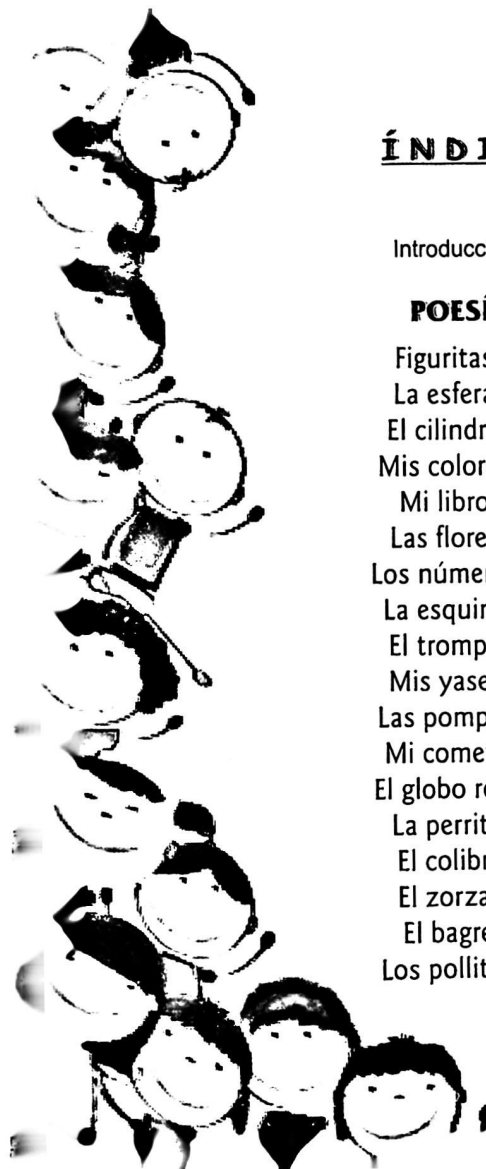 ÍNDI
Introducc
POESÍ
Figuritas
La esfera
El cilindr
Mis color
Mi libro
Las flore
Los númer
La esquin
El tromp
Mis yase
Las pomp
Mi come
El globo ro
La perrit
El colibr
El zorza
El bagre
Los pollit